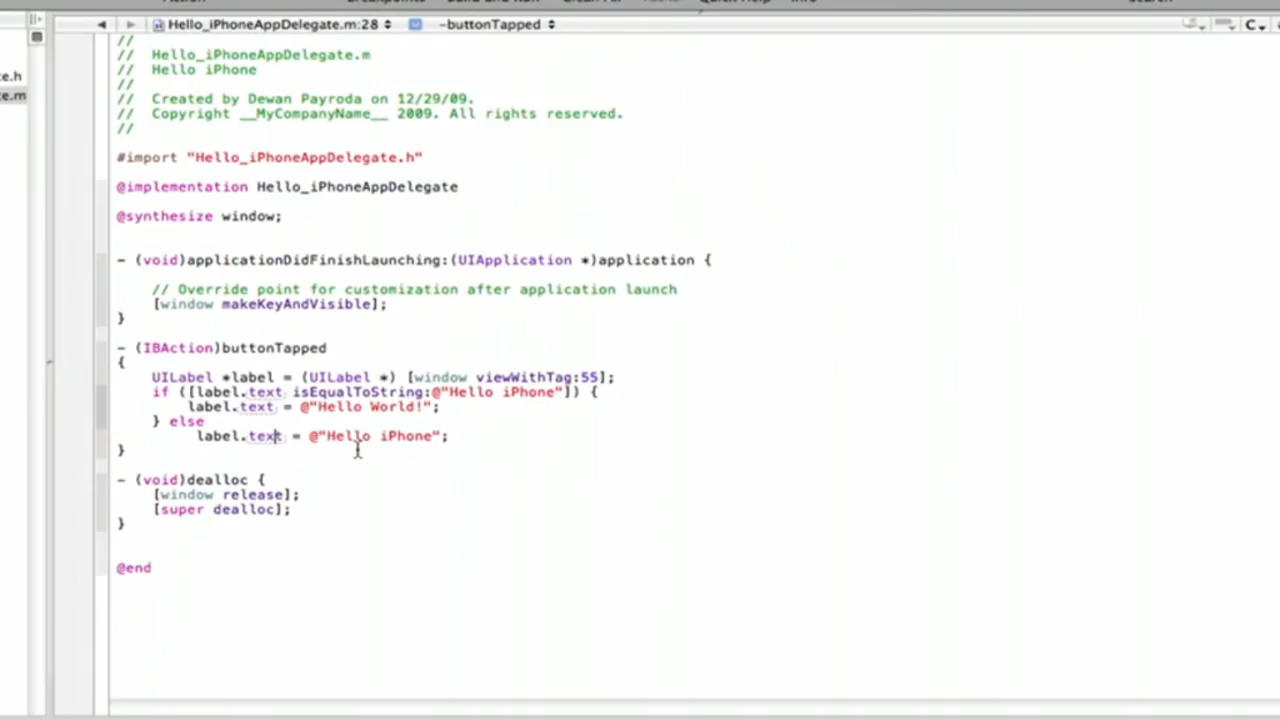 Hello_iPhoneAppDelegate.m:28 -buttonTapped C
//
// Hello_iPhoneAppDelegate.m
// Hello iPhone
//
// Created by Dewan Payroda on 12/29/09.
// Copyright __MyCompanyName__ 2009. All rights reserved.
//
#import "Hello_iPhoneAppDelegate.h"
@implementation Hello_iPhoneAppDelegate
@synthesize window;
- (void)applicationDidFinishLaunching:(UIApplication *)application {
// Override point for customization after application launch
[window makeKeyAndVisible];
}
- (IBAction)buttonTapped
{
UILabel *label = (UILabel *) [window viewWithTag:55];
if ([label.text isEqualToString:@"Hello iPhone"]) {
label.text = @"Hello World!";
} else
label.text = @"Hello iPhone";
}
- (void)dealloc {
[window release];
[super dealloc];
}
@end
te.h
te.m